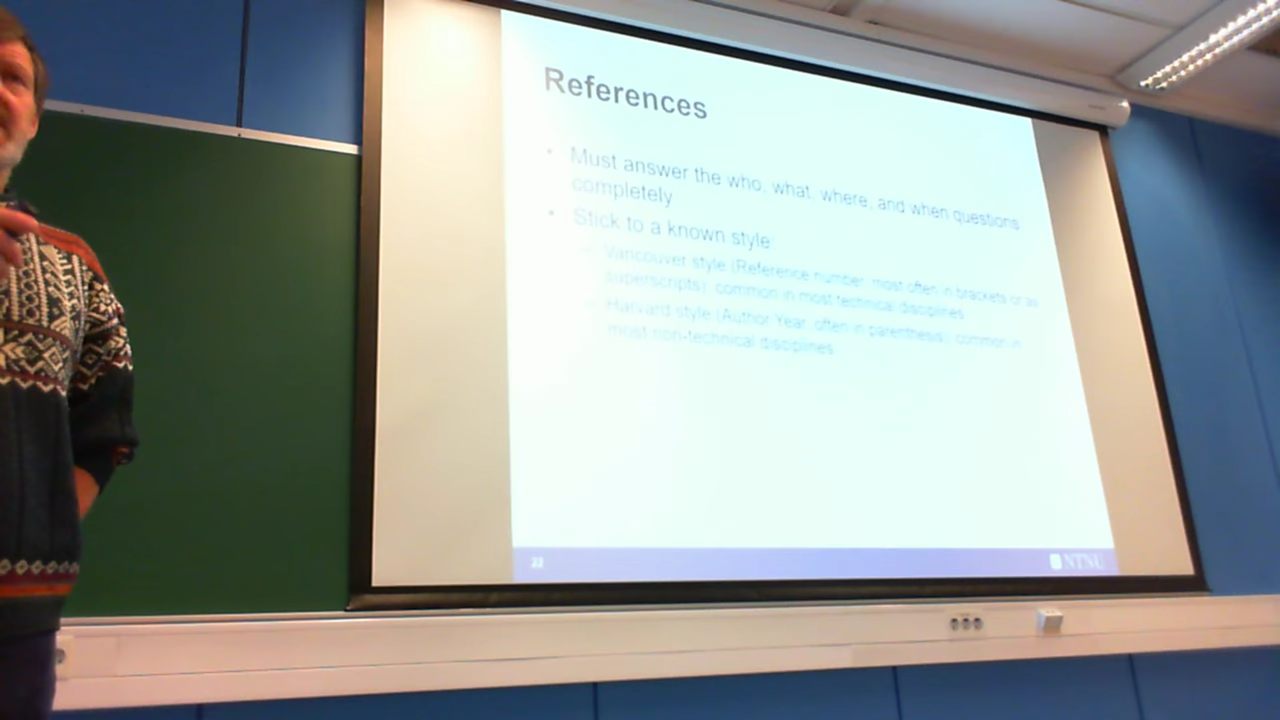 References
• Must answer the who, what, where, and when questions
completely
• Stick to a known style:
– Vancouver style (Reference number, most often in brackets or as
superscripts), common in most technical disciplines
– Harvard style (Author Year, often in parenthesis), common in
most non-technical disciplines
22
NTNU